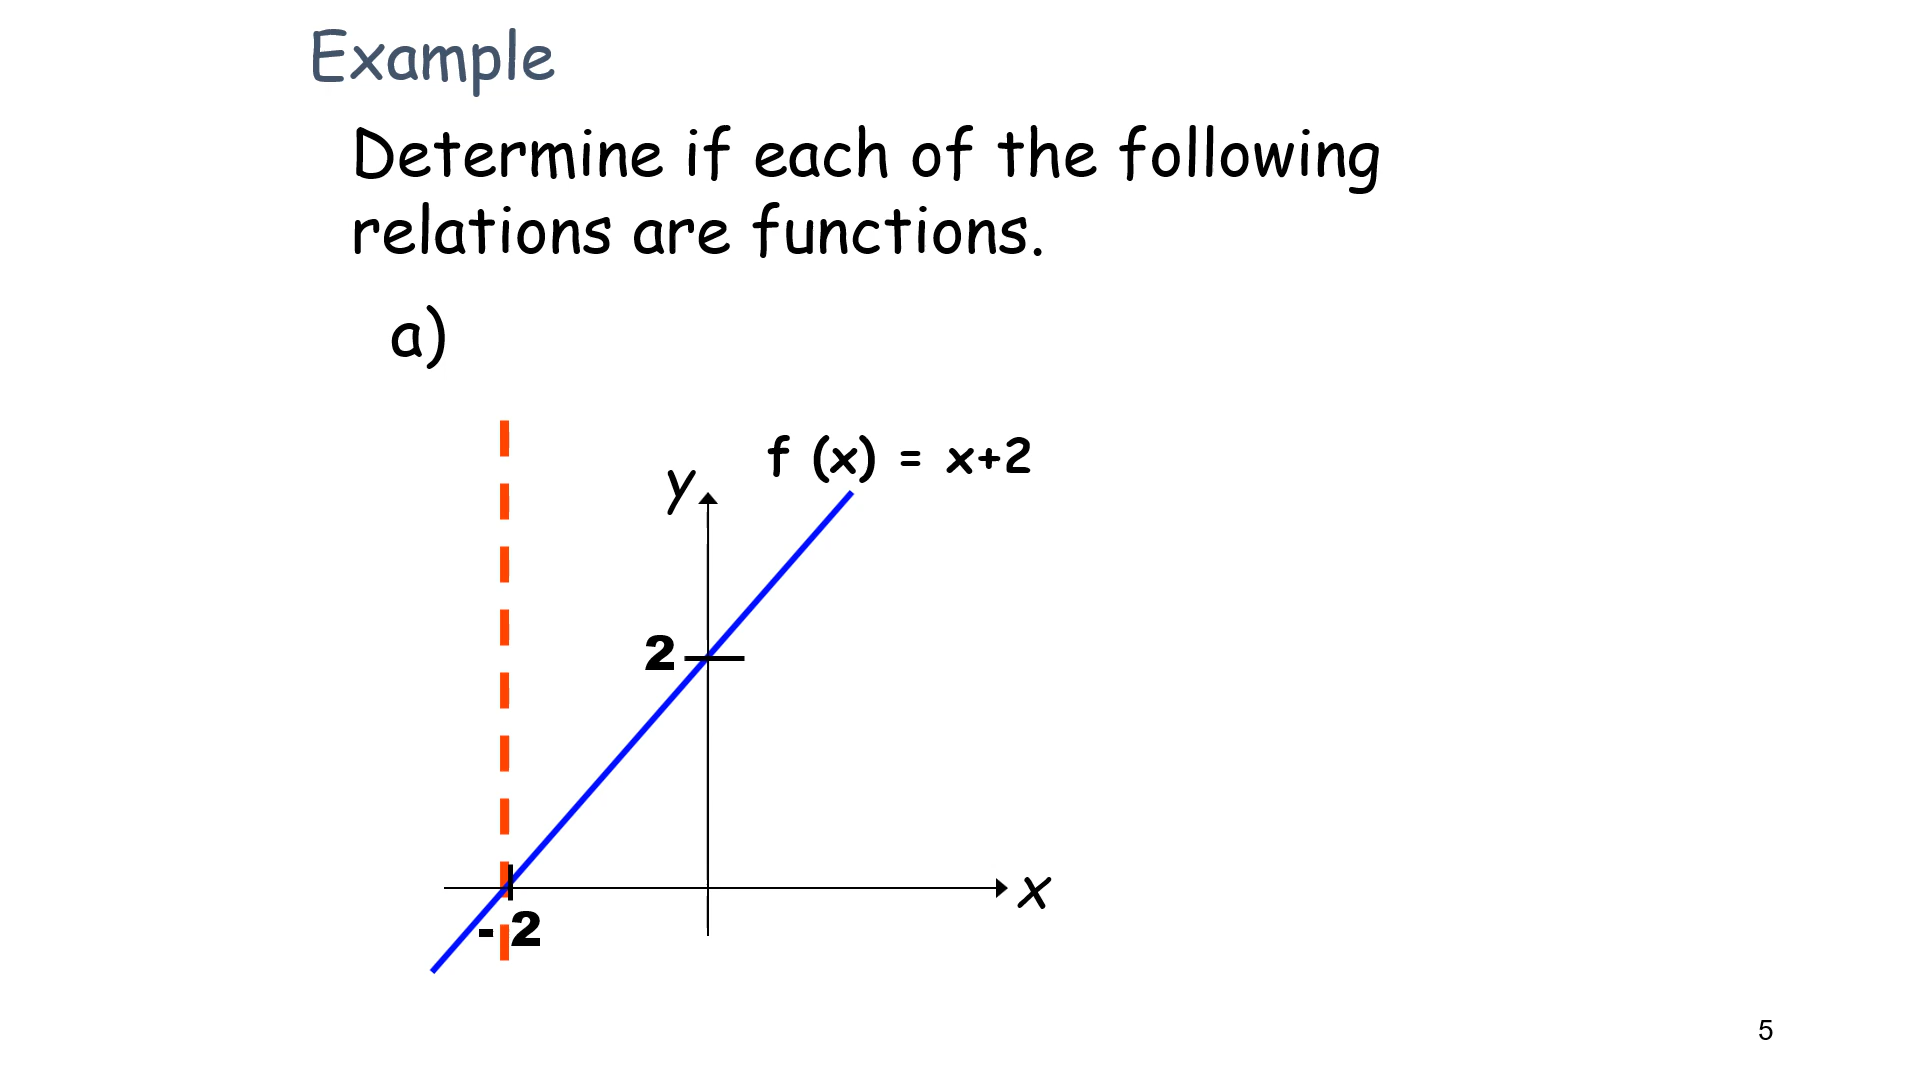 Example
Determine if each of the following
relations are functions.
a)
f (x) = x+2
y
2
x
- 2
5